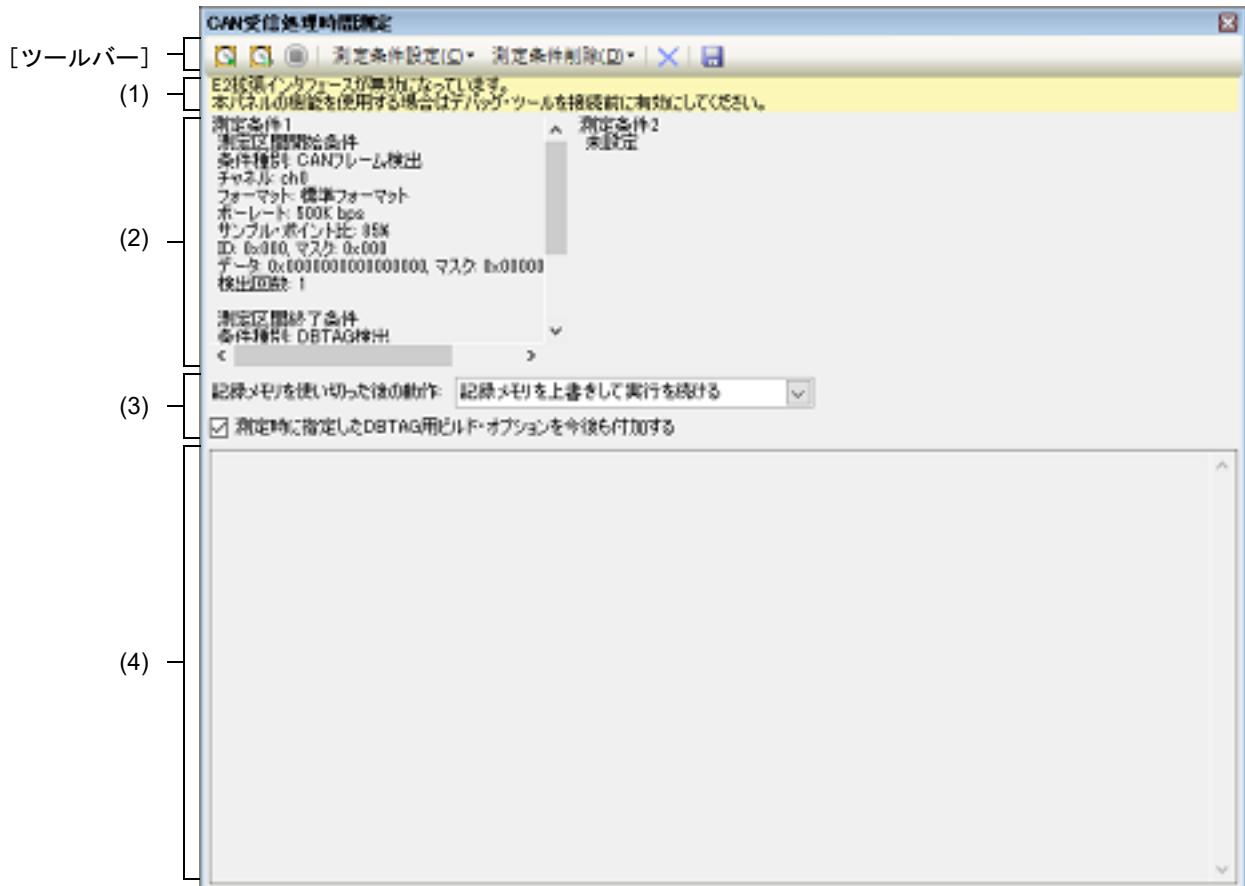 CAN受信処理時間測定
［ツールバー］
測定条件設定(C) 測定条件削除(D)
(1)
E2拡張インタフェースが無効になっています。
本パネルの機能を使用する場合はデバッグ・ツールを接続前に有効にしてください。
(2)
測定条件1
測定区間開始条件
条件種別: CANフレーム検出
チャネル: ch0
フォーマット: 標準フォーマット
ボーレート: 500K bps
サンプル・ポイント比: 85%
ID: 0x000, マスク: 0x000
データ: 0x0000000000000000, マスク: 0x00000
検出回数: 1
測定区間終了条件
条件種別: DBTAG検出
測定条件2
未設定
(3)
記録メモリを使い切った後の動作: 記録メモリを上書きして実行を続ける
測定時に指定したDBTAG用ビルド・オプションを今後も付加する
(4)